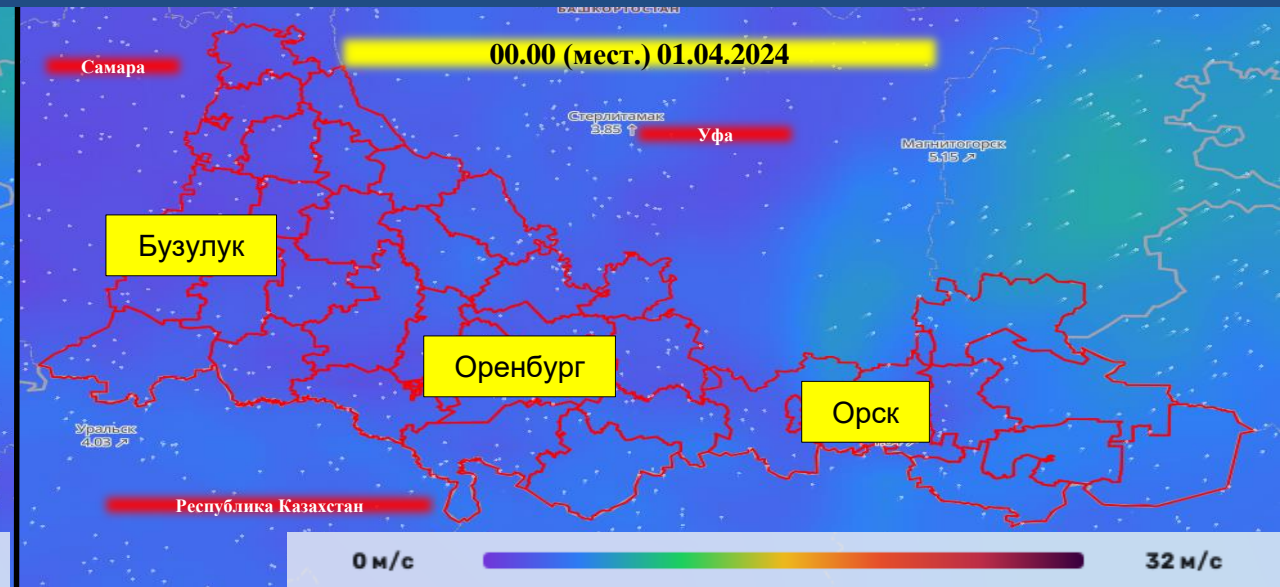 БАШКОРТОСТАН
00.00 (мест.) 01.04.2024
Самара
Стерлитамак
3.85 ↑
Уфа
Магнитогорск
5.15 ↗
Бузулук
Оренбург
Орск
Уральск
4.03 ↗
Республика Казахстан
0 м/с
32 м/с